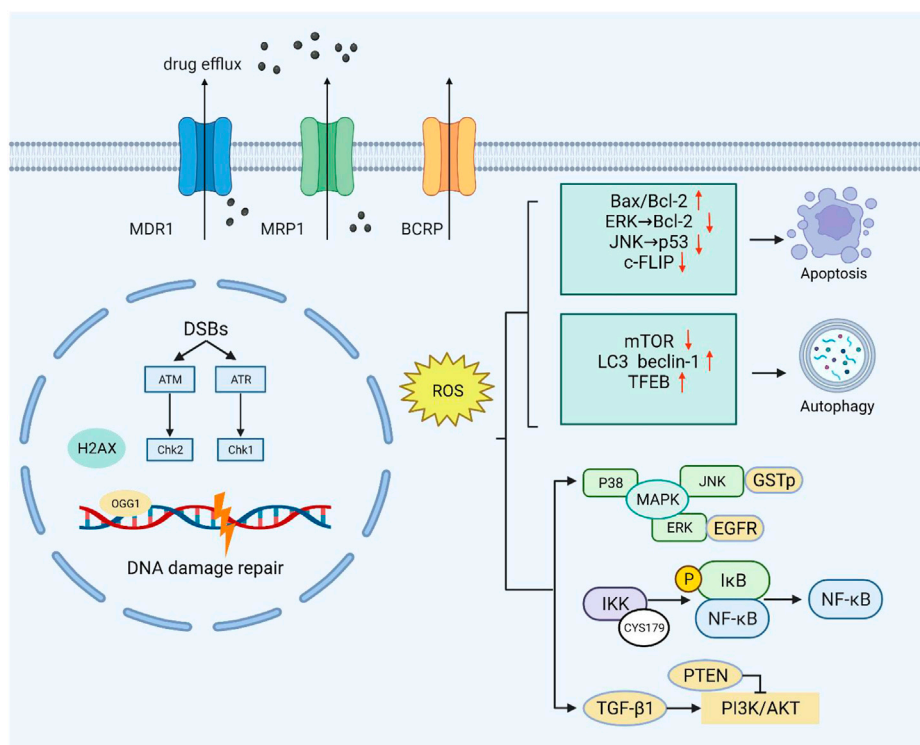 drug efflux
MDR1
MRP1
BCRP
DSBs
ATM
ATR
H2AX
Chk2
Chk1
OGG1
DNA damage repair
ROS
Bax/Bcl-2 ↑
ERK→Bcl-2 ↓
JNK→p53 ↓
c-FLIP ↓
Apoptosis
mTOR ↓
LC3 beclin-1 ↑
TFEB ↑
Autophagy
P38
MAPK
JNK
GSTp
ERK
EGFR
IKK
CYS179
P
IκB
NF-κB
NF-κB
PTEN
TGF-β1
PI3K/AKT